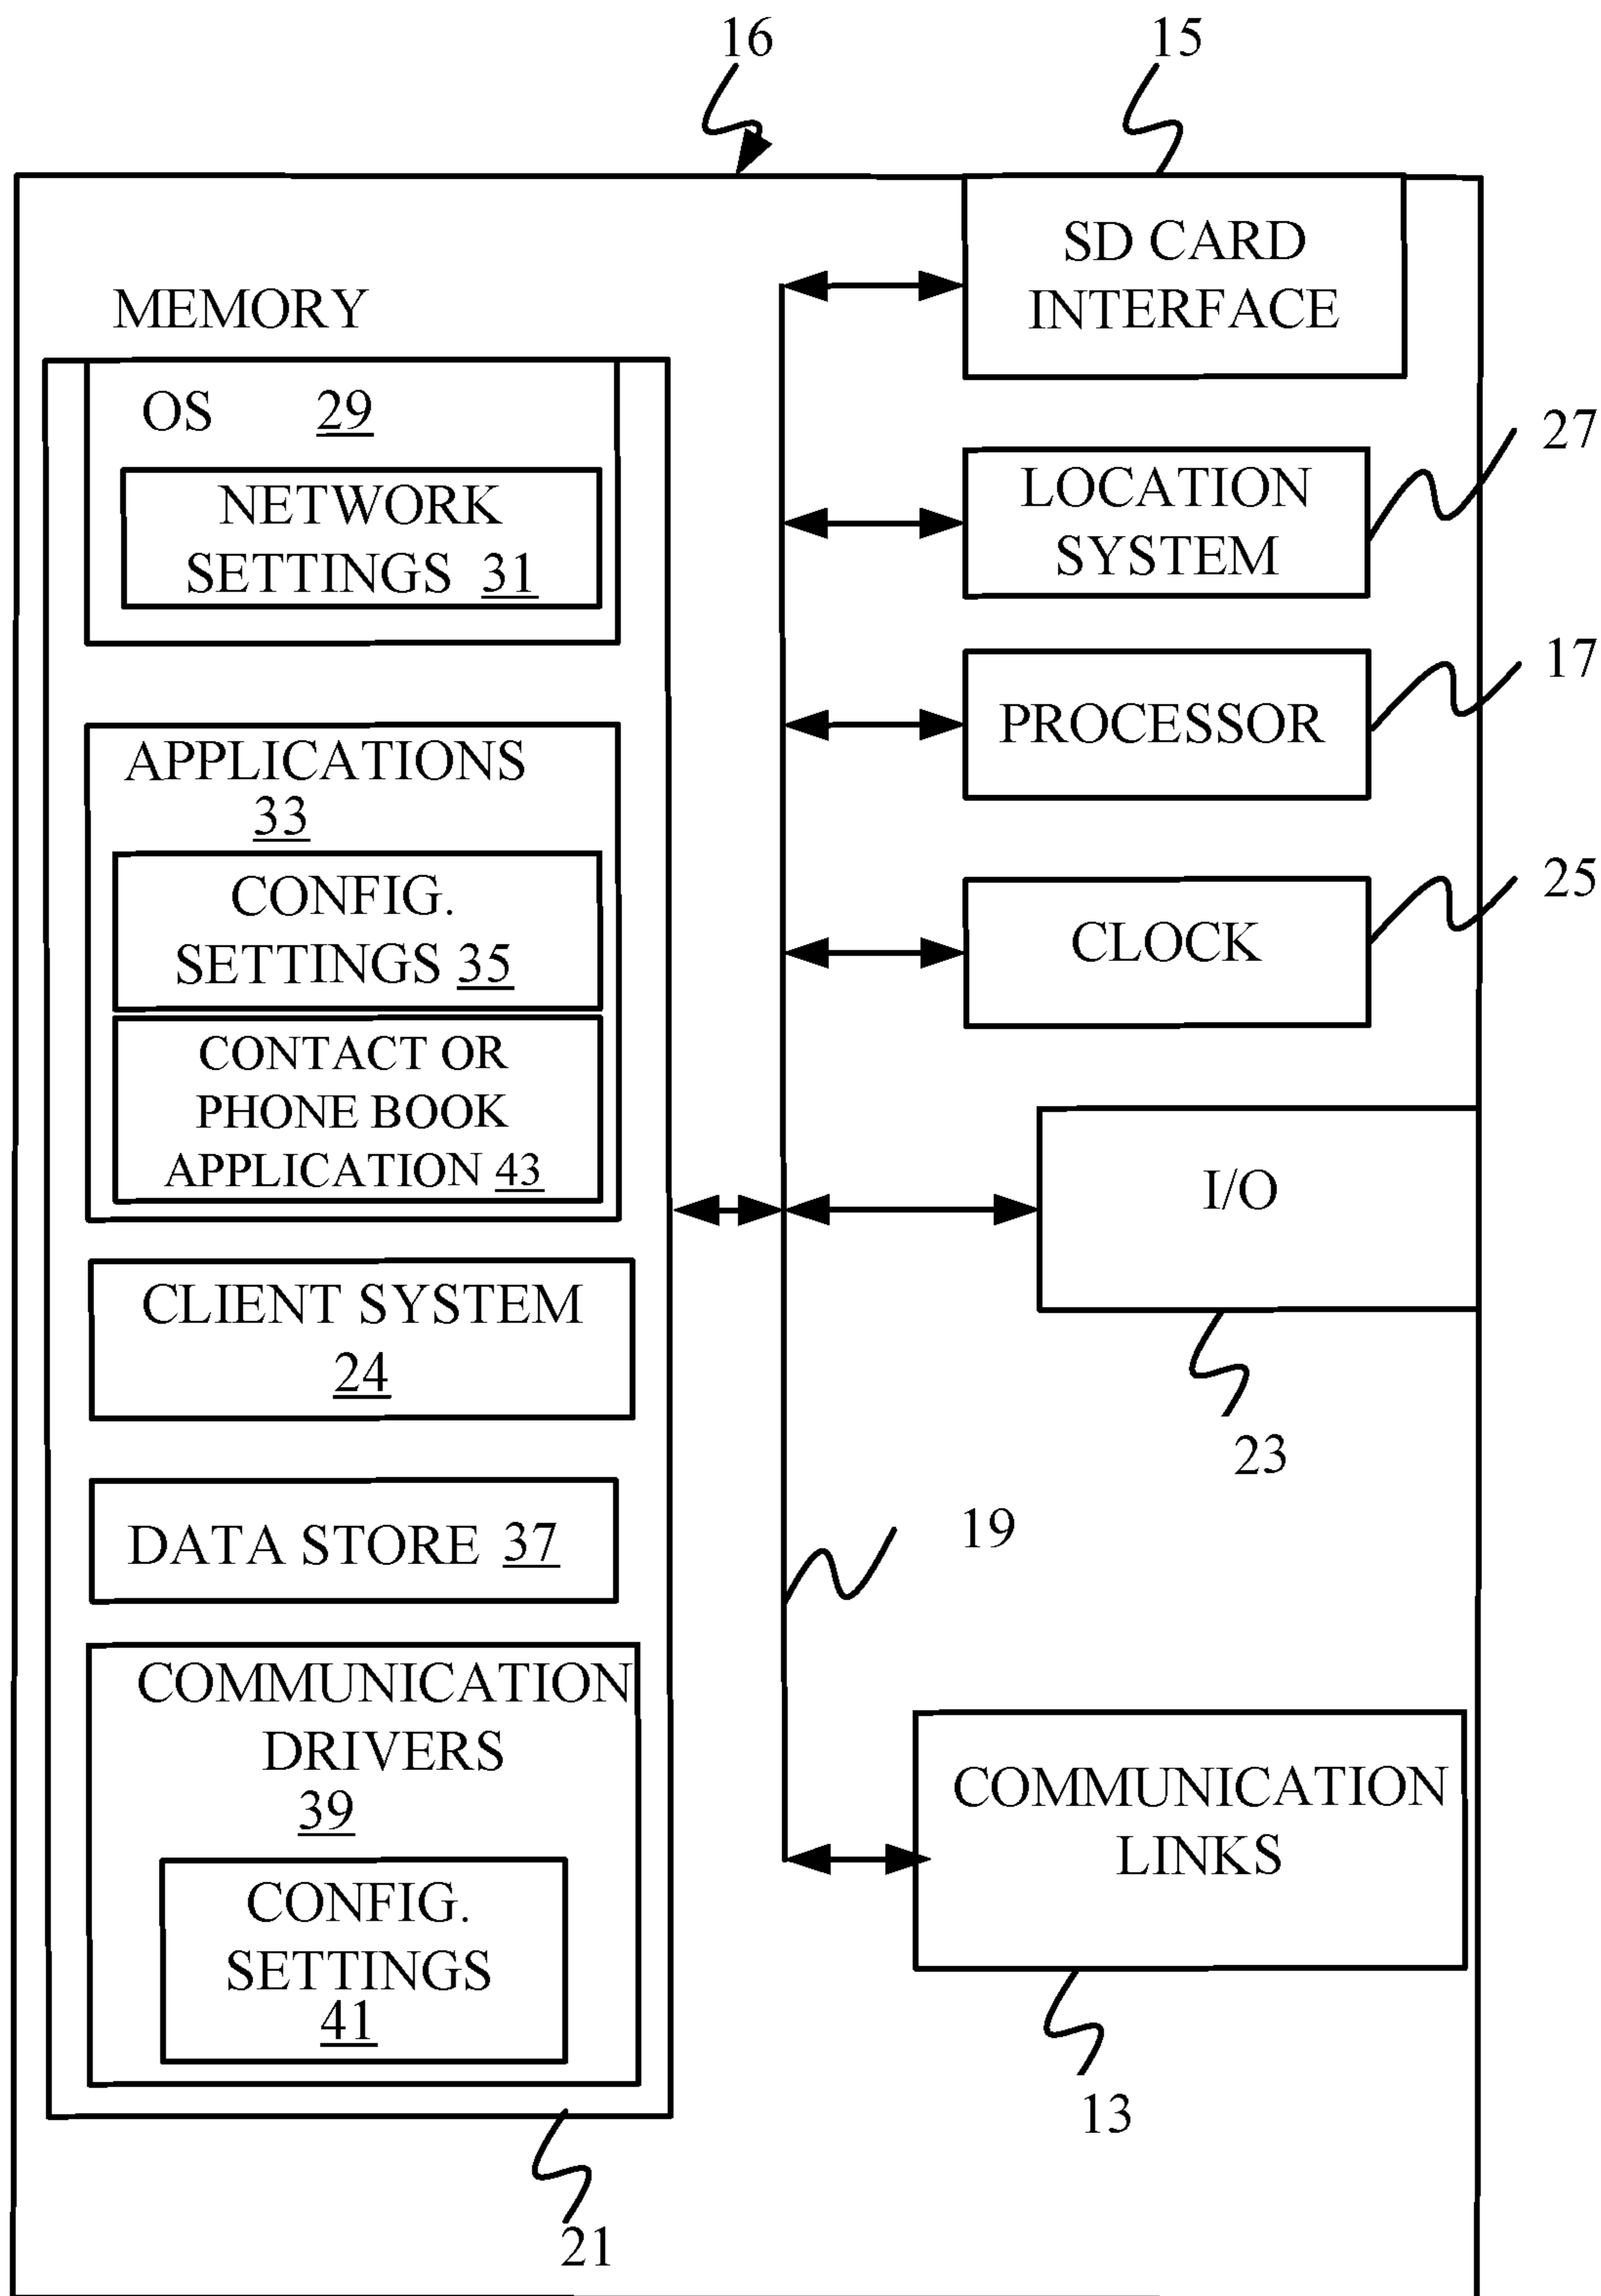 16
15
SD CARD
INTERFACE
MEMORY
OS 29
NETWORK
SETTINGS 31
27
LOCATION
SYSTEM
17
PROCESSOR
APPLICATIONS
33
CONFIG.
SETTINGS 35
25
CLOCK
CONTACT OR
PHONE BOOK
APPLICATION 43
I/O
CLIENT SYSTEM
24
23
19
DATA STORE 37
COMMUNICATION
DRIVERS
39
CONFIG.
SETTINGS
41
COMMUNICATION
LINKS
13
21